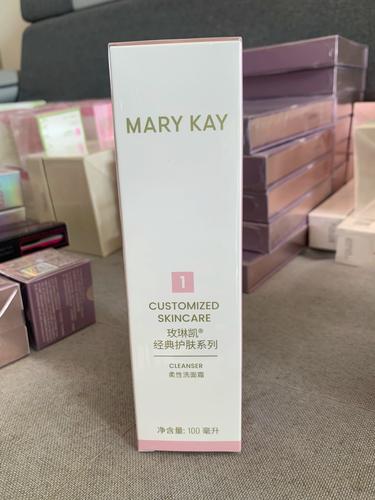 MARY KAY
1
CUSTOMIZED
SKINCARE
玫琳凯®
经典护肤系列
CLEANSER
柔性洗面霜
净含量: 100 毫升